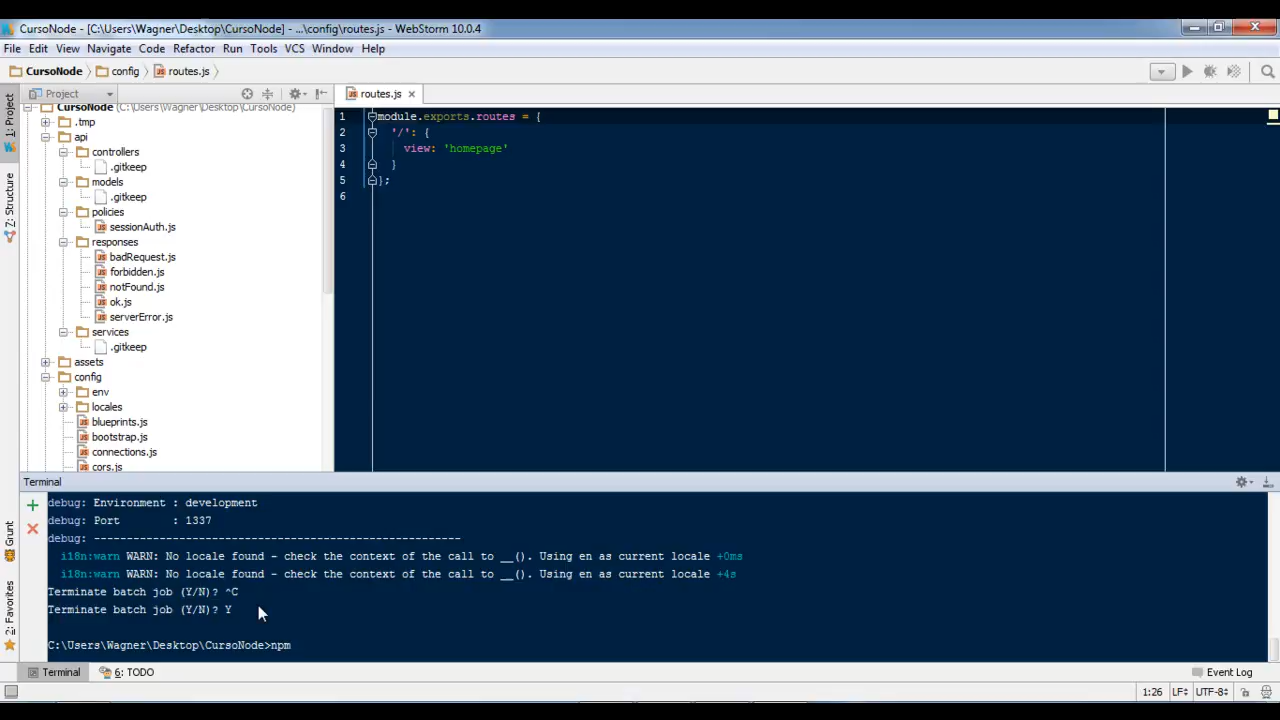 CursoNode - [C:\Users\Wagner\Desktop\CursoNode] - ...\config\routes.js - WebStorm 10.0.4
File Edit View Navigate Code Refactor Run Tools VCS Window Help
CursoNode config routes.js
1: Project
7: Structure
Grunt
2: Favorites
Project
CursoNode (C:\Users\Wagner\Desktop\CursoNode)
.tmp
api
controllers
.gitkeep
models
.gitkeep
policies
sessionAuth.js
responses
badRequest.js
forbidden.js
notFound.js
ok.js
serverError.js
services
.gitkeep
assets
config
env
locales
blueprints.js
bootstrap.js
connections.js
cors.js
routes.js
1 module.exports.routes = {
2 '/': {
3 view: 'homepage'
4 }
5 };
6
Terminal
debug: Environment : development
debug: Port : 1337
debug: -------------------------------------------------------
i18n:warn WARN: No locale found - check the context of the call to __(). Using en as current locale +0ms
i18n:warn WARN: No locale found - check the context of the call to __(). Using en as current locale +4s
Terminate batch job (Y/N)? ^C
Terminate batch job (Y/N)? Y
C:\Users\Wagner\Desktop\CursoNode>npm
Terminal 6: TODO Event Log
1:26 LF UTF-8